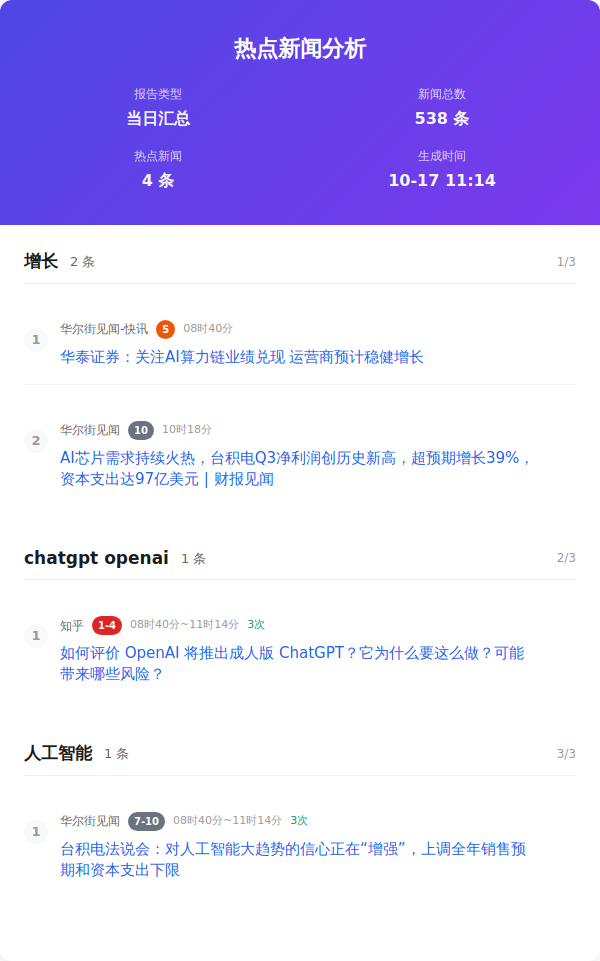 热点新闻分析
报告类型
新闻总数
当日汇总
538 条
热点新闻
生成时间
4 条
10-17 11:14
增长 2 条 1/3
1
华尔街见闻-快讯 5 08时40分
华泰证券：关注AI算力链业绩兑现 运营商预计稳健增长
2
华尔街见闻 10 10时18分
AI芯片需求持续火热，台积电Q3净利润创历史新高，超预期增长39%，
资本支出达97亿美元 | 财报见闻
chatgpt openai 1 条 2/3
1
知乎 1-4 08时40分~11时14分 3次
如何评价 OpenAI 将推出成人版 ChatGPT？它为什么要这么做？可能
带来哪些风险？
人工智能 1 条 3/3
1
华尔街见闻 7-10 08时40分~11时14分 3次
台积电法说会：对人工智能大趋势的信心正在“增强”，上调全年销售预
期和资本支出下限